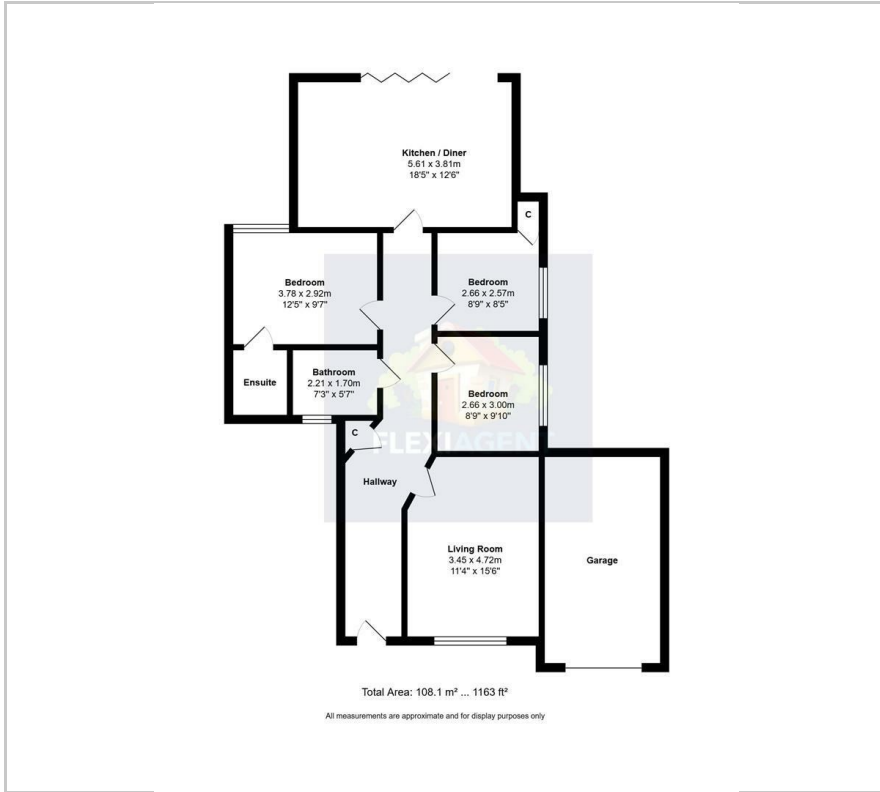 Kitchen / Diner
5.61 x 3.81m
18'5" x 12'6"
C
Bedroom
3.78 x 2.92m
12'5" x 9'7"
Bedroom
2.66 x 2.57m
8'9" x 8'5"
Ensuite
Bathroom
2.21 x 1.70m
7'3" x 5'7"
Bedroom
2.66 x 3.00m
8'9" x 9'10"
C
FLEXIAGENT
Hallway
Living Room
3.45 x 4.72m
11'4" x 15'6"
Garage
Total Area: 108.1 m² ... 1163 ft²
All measurements are approximate and for display purposes only